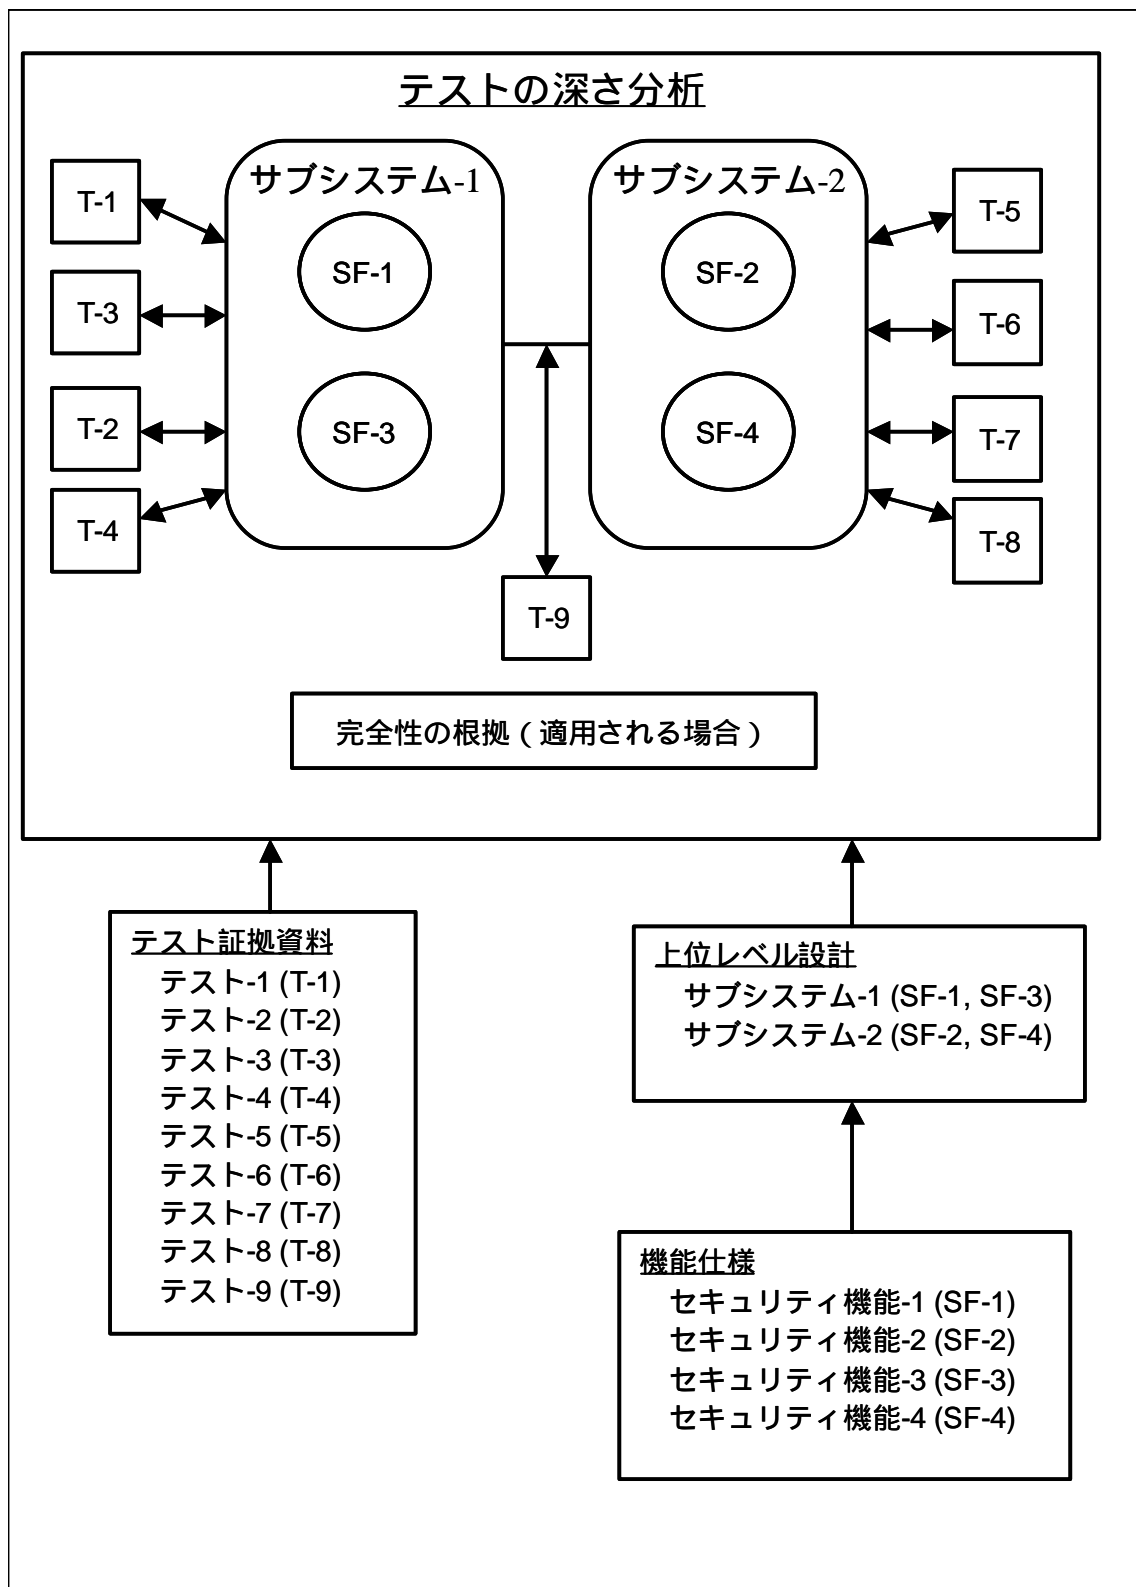 テストの深さ分析
サブシステム-1
サブシステム-2
T-1
T-3
T-2
T-4
SF-1
SF-3
SF-2
SF-4
T-5
T-6
T-7
T-8
T-9
完全性の根拠（適用される場合）
テスト証拠資料
テスト-1 (T-1)
テスト-2 (T-2)
テスト-3 (T-3)
テスト-4 (T-4)
テスト-5 (T-5)
テスト-6 (T-6)
テスト-7 (T-7)
テスト-8 (T-8)
テスト-9 (T-9)
上位レベル設計
サブシステム-1 (SF-1, SF-3)
サブシステム-2 (SF-2, SF-4)
機能仕様
セキュリティ機能-1 (SF-1)
セキュリティ機能-2 (SF-2)
セキュリティ機能-3 (SF-3)
セキュリティ機能-4 (SF-4)